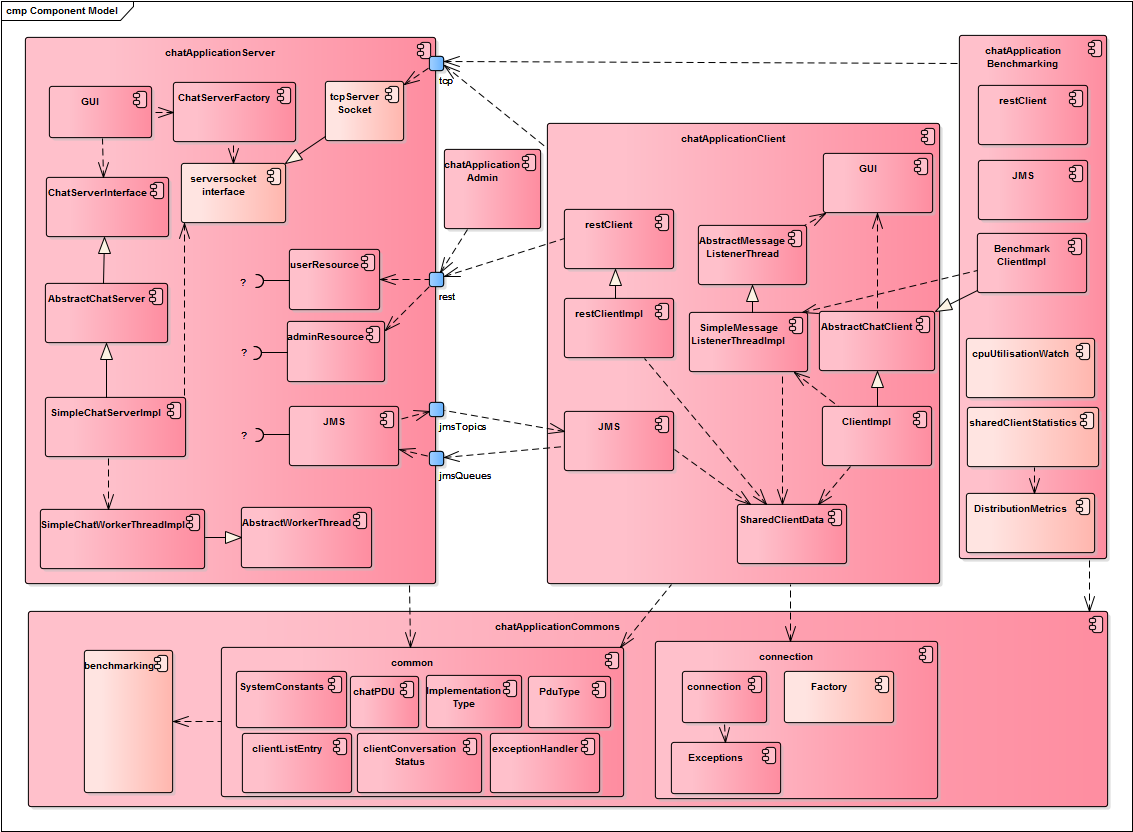 cmp Component Model
chatApplicationServer
GUI
ChatServerFactory
tcpServer
Socket
serversocket
interface
ChatServerInterface
AbstractChatServer
SimpleChatServerImpl
SimpleChatWorkerThreadImpl
AbstractWorkerThread
?
userResource
?
adminResource
?
JMS
tcp
rest
jmsTopics
jmsQueues
chatApplication
Admin
chatApplicationClient
GUI
restClient
AbstractMessage
ListenerThread
restClientImpl
SimpleMessage
ListenerThreadImpl
AbstractChatClient
JMS
ClientImpl
SharedClientData
chatApplication
Benchmarking
restClient
JMS
Benchmark
ClientImpl
cpuUtilisationWatch
sharedClientStatistics
DistributionMetrics
chatApplicationCommons
benchmarking
common
SystemConstants
chatPDU
Implementation
Type
PduType
clientListEntry
clientConversation
Status
exceptionHandler
connection
connection
Factory
Exceptions